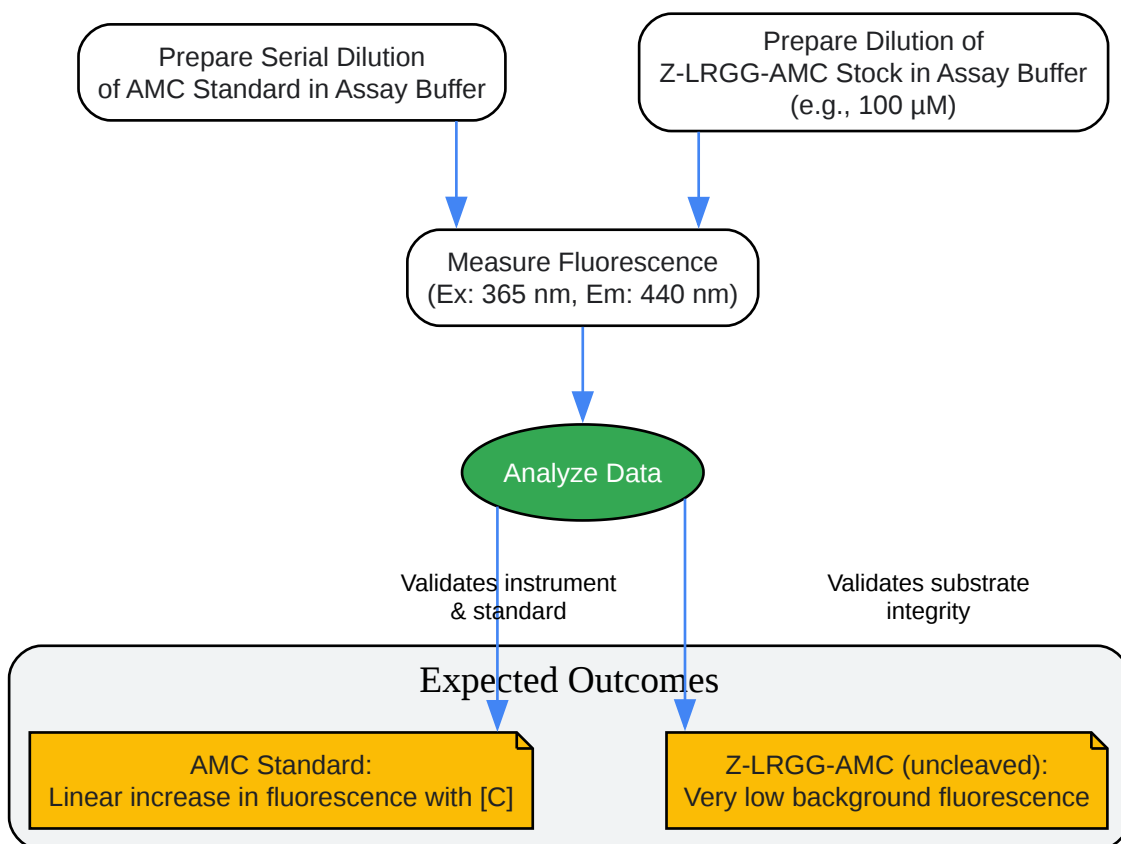 Prepare Serial Dilution
of AMC Standard in Assay Buffer
Prepare Dilution of
Z-LRGG-AMC Stock in Assay Buffer
(e.g., 100 µM)
Measure Fluorescence
(Ex: 365 nm, Em: 440 nm)
Analyze Data
Validates instrument
& standard
Validates substrate
integrity
Expected Outcomes
AMC Standard:
Linear increase in fluorescence with [C]
Z-LRGG-AMC (uncleaved):
Very low background fluorescence